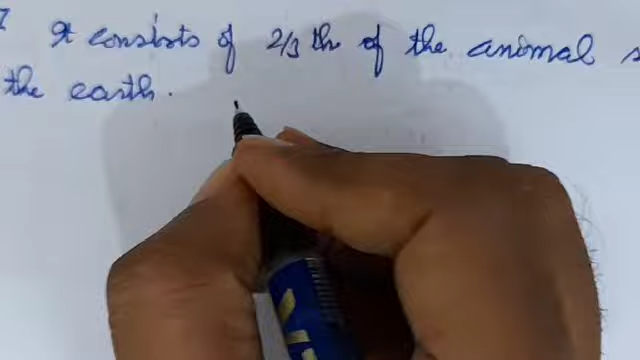 It consists of 2/3 th of the animal s
the earth.